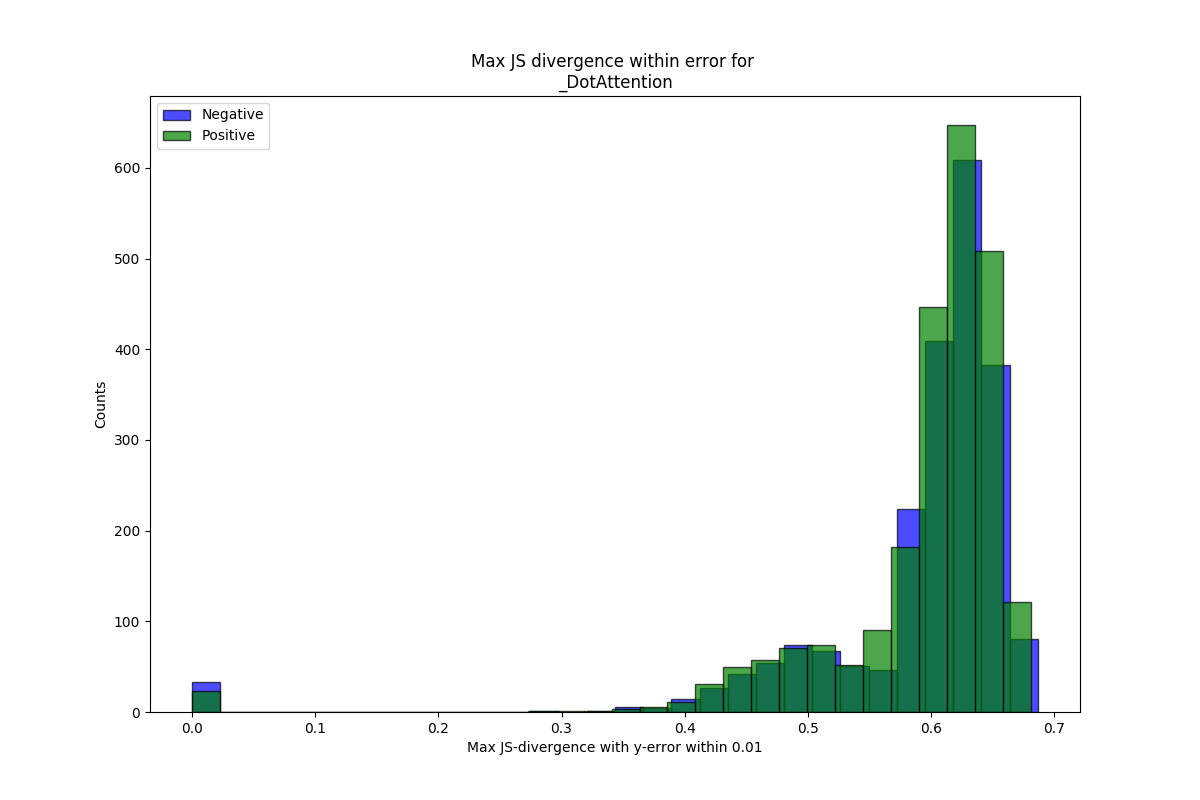 Max JS divergence within error for
_DotAttention
Negative
Positive
600
500
400
300
200
100
0
Counts
0.0 0.1 0.2 0.3 0.4 0.5 0.6 0.7
Max JS-divergence with y-error within 0.01